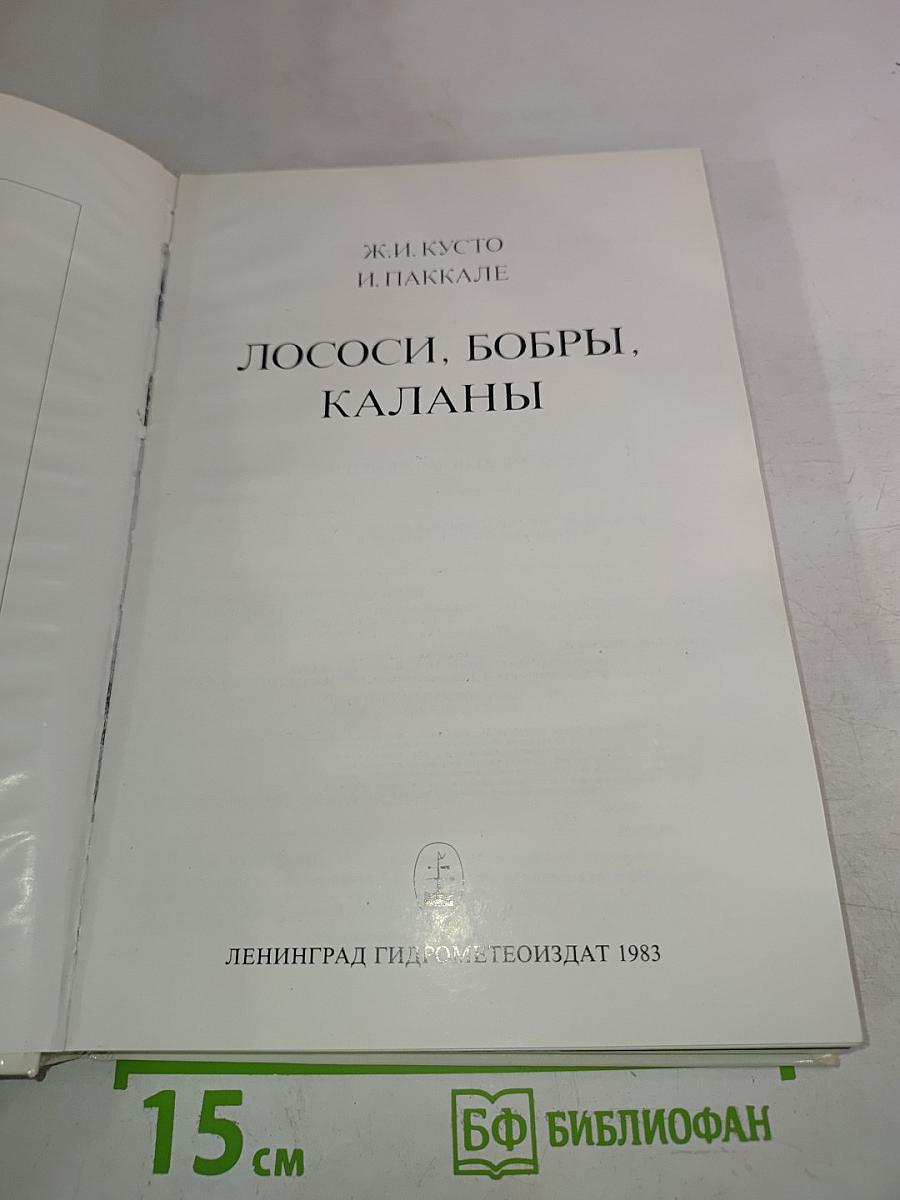 Ж.И. КУСТО
И. ПАККАЛЕ
ЛОСОСИ, БОБРЫ,
КАЛАНЫ
ЛЕНИНГРАД ГИДРОМЕТЕОИЗДАТ 1983
15 см
БФ БИБЛИОФАН